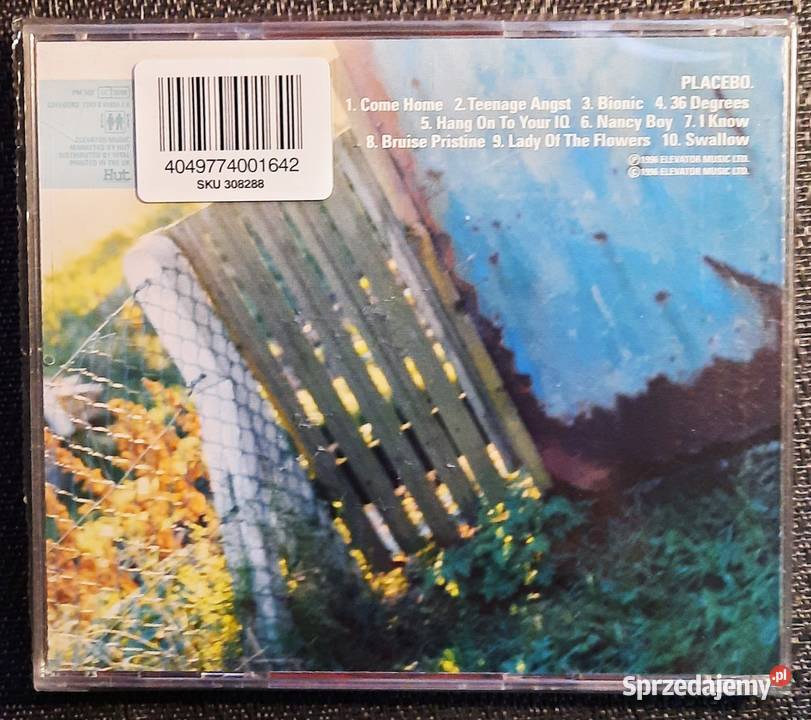 PLACEBO.
1. Come Home 2. Teenage Angst 3. Bionic 4. 36 Degrees
5. Hang On To Your IQ 6. Nancy Boy 7. I Know
8. Bruise Pristine 9. Lady Of The Flowers 10. Swallow
Ⓟ1996 ELEVATOR MUSIC LTD.
©1996 ELEVATOR MUSIC LTD.
4049774001642
SKU 308288
Hut
Sprzedajemy.pl